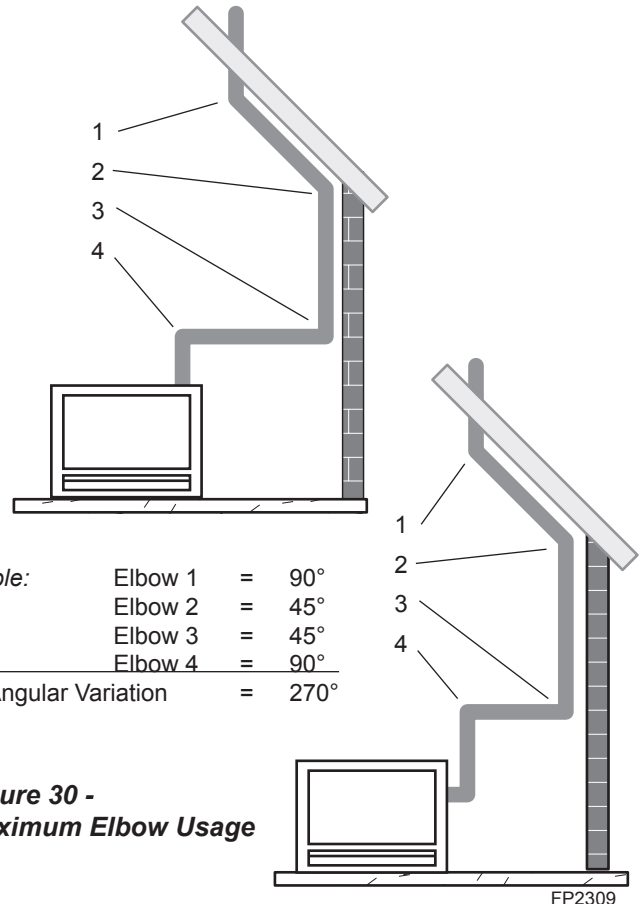 1
2
3
4
1
2
3
4
ble: Elbow 1 = 90°
Elbow 2 = 45°
Elbow 3 = 45°
Elbow 4 = 90°
Angular Variation = 270°
ure 30 -
ximum Elbow Usage
FP2309